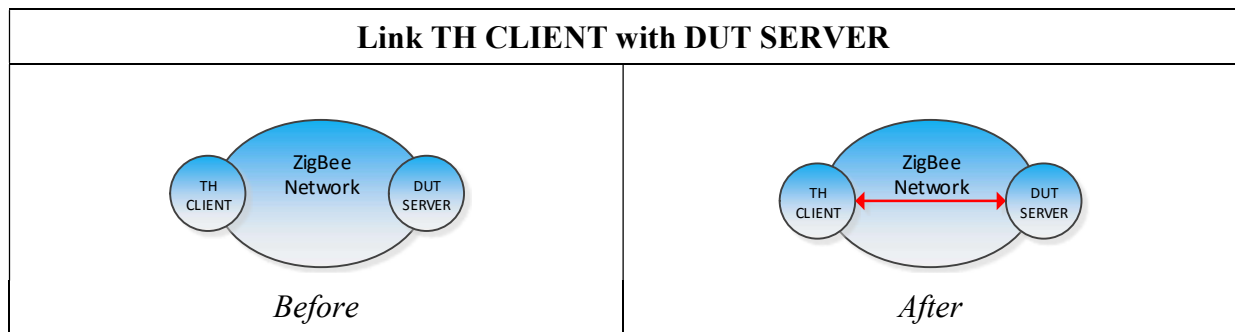 Link TH CLIENT with DUT SERVER
ZigBee
Network
TH
CLIENT
DUT
SERVER
Before
ZigBee
Network
TH
CLIENT
DUT
SERVER
After